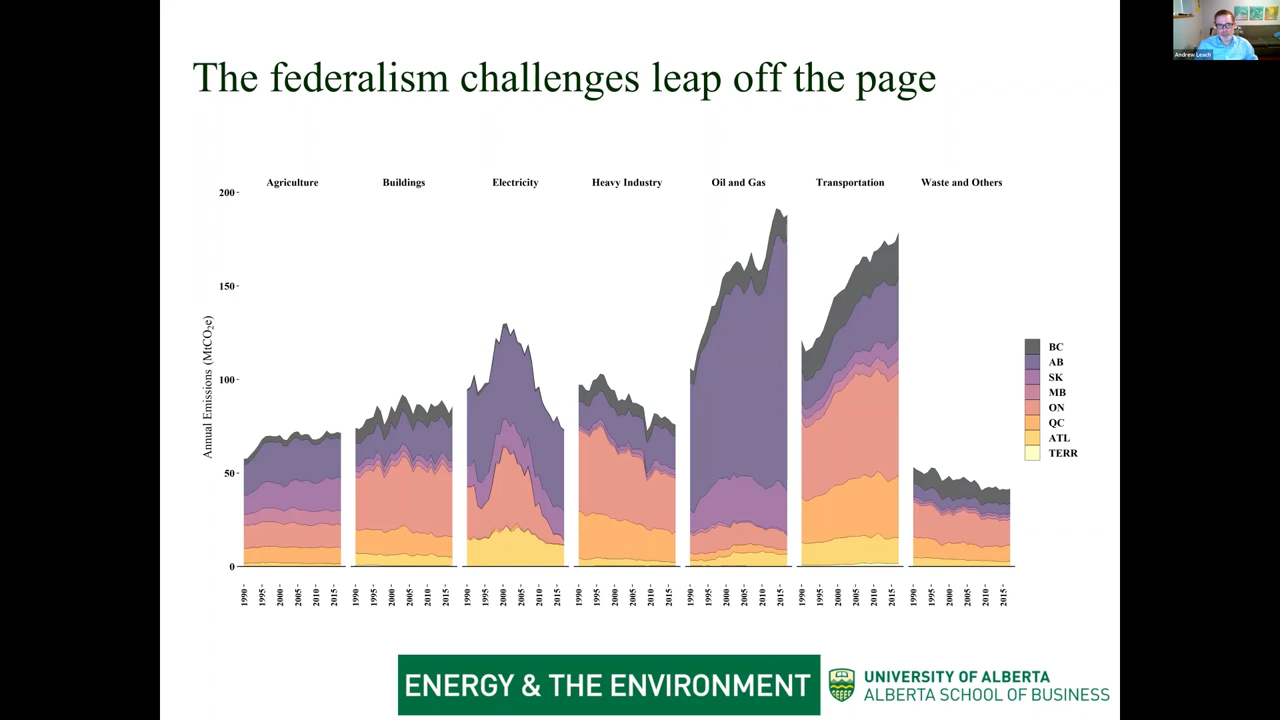 The federalism challenges leap off the page
Andrew Leach
Agriculture Buildings Electricity Heavy Industry Oil and Gas Transportation Waste and Others
Annual Emissions (MtCO₂e)
200
150
100
50
0
1990 1995 2000 2005 2010 2015 1990 1995 2000 2005 2010 2015 1990 1995 2000 2005 2010 2015 1990 1995 2000 2005 2010 2015 1990 1995 2000 2005 2010 2015 1990 1995 2000 2005 2010 2015 1990 1995 2000 2005 2010 2015
BC
AB
SK
MB
ON
QC
ATL
TERR
ENERGY & THE ENVIRONMENT
UNIVERSITY OF ALBERTA
ALBERTA SCHOOL OF BUSINESS